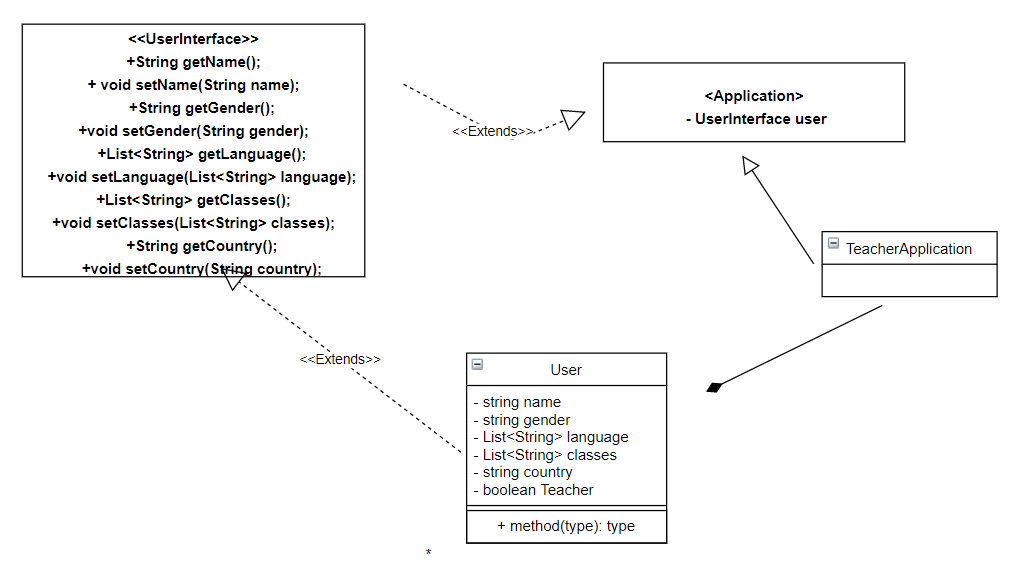 <<UserInterface>>
+String getName();
+ void setName(String name);
+String getGender();
+void setGender(String gender);
+List<String> getLanguage();
+void setLanguage(List<String> language);
+List<String> getClasses();
+void setClasses(List<String> classes);
+String getCountry();
+void setCountry(String country);
<<Extends>>
<Application>
- UserInterface user
TeacherApplication
<<Extends>>
User
- string name
- string gender
- List<String> language
- List<String> classes
- string country
- boolean Teacher
+ method(type): type
*